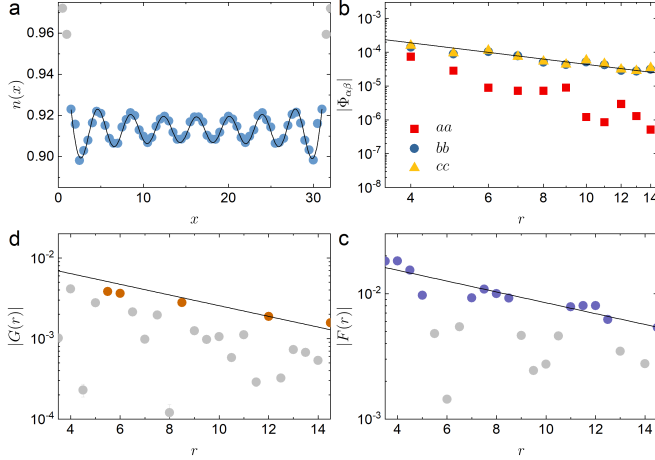 a
n(x)
0.96
0.94
0.92
0.90
0
10
20
30
x
b
|Φαβ|
10⁻³
10⁻⁴
10⁻⁵
10⁻⁶
10⁻⁷
10⁻⁸
aa
bb
cc
4
6
8
10
12
14
r
d
|G(r)|
10⁻²
10⁻³
10⁻⁴
4
6
8
10
12
14
r
c
|F(r)|
10⁻²
10⁻³
4
6
8
10
12
14
r